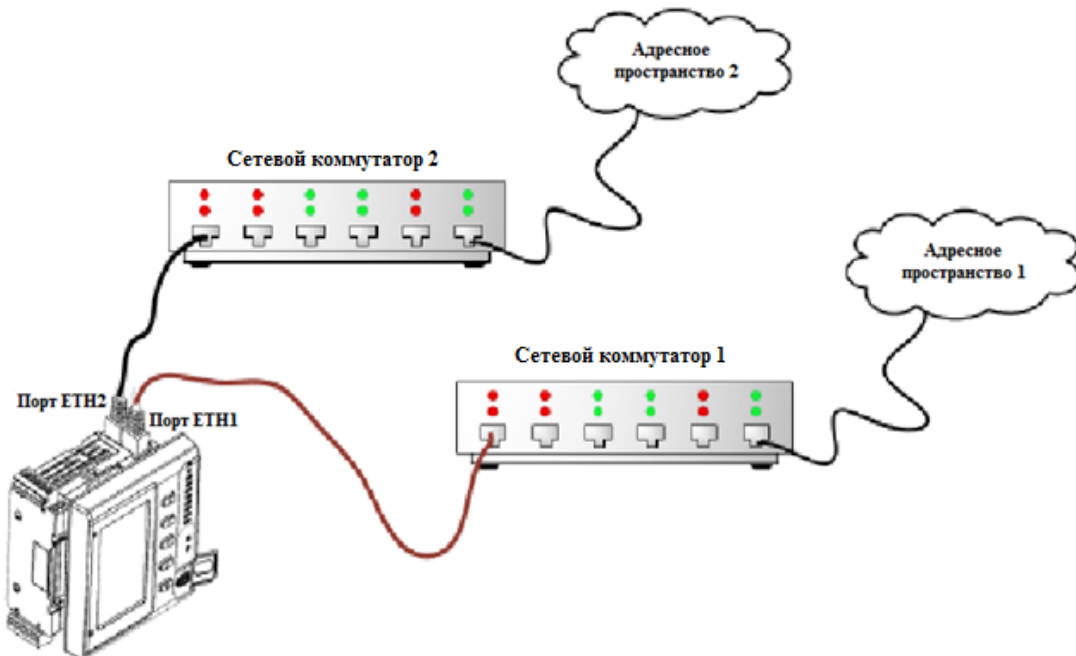 Адресное
пространство 2
Сетевой коммутатор 2
Адресное
пространство 1
Сетевой коммутатор 1
Порт ETH2
Порт ETH1